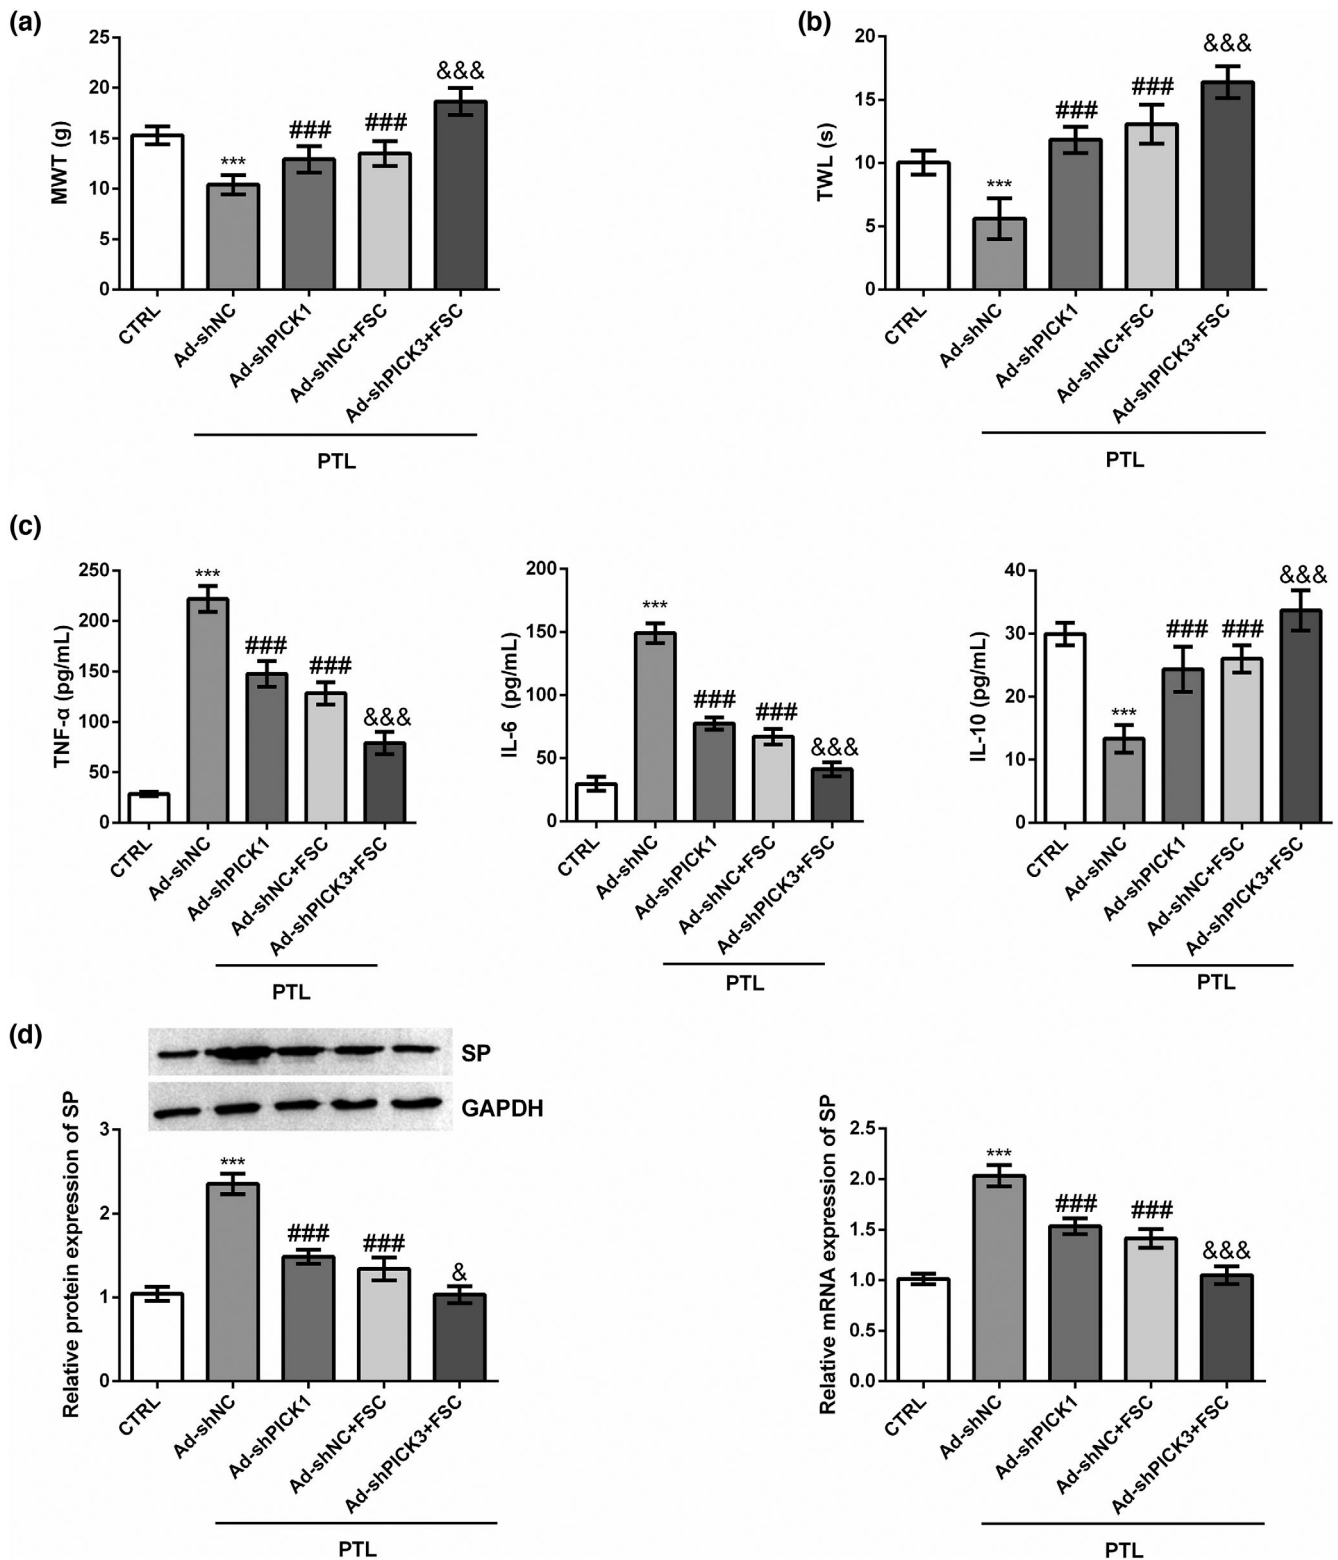 (a)
25
20
15
10
5
0
MWT (g)
***
###
###
&&&
CTRL
Ad-shNC
Ad-shPICK1
Ad-shNC+FSC
Ad-shPICK3+FSC
PTL
(b)
20
15
10
5
0
TWL (s)
***
###
###
&&&
CTRL
Ad-shNC
Ad-shPICK1
Ad-shNC+FSC
Ad-shPICK3+FSC
PTL
(c)
250
200
150
100
50
0
TNF-α (pg/mL)
***
###
###
&&&
CTRL
Ad-shNC
Ad-shPICK1
Ad-shNC+FSC
Ad-shPICK3+FSC
PTL
200
150
100
50
0
IL-6 (pg/mL)
***
###
###
&&&
CTRL
Ad-shNC
Ad-shPICK1
Ad-shNC+FSC
Ad-shPICK3+FSC
PTL
40
30
20
10
0
IL-10 (pg/mL)
***
###
###
&&&
CTRL
Ad-shNC
Ad-shPICK1
Ad-shNC+FSC
Ad-shPICK3+FSC
PTL
(d)
SP
GAPDH
3
2
1
0
Relative protein expression of SP
***
###
###
&
CTRL
Ad-shNC
Ad-shPICK1
Ad-shNC+FSC
Ad-shPICK3+FSC
PTL
2.5
2.0
1.5
1.0
0.5
0.0
Relative mRNA expression of SP
***
###
###
&&&
CTRL
Ad-shNC
Ad-shPICK1
Ad-shNC+FSC
Ad-shPICK3+FSC
PTL